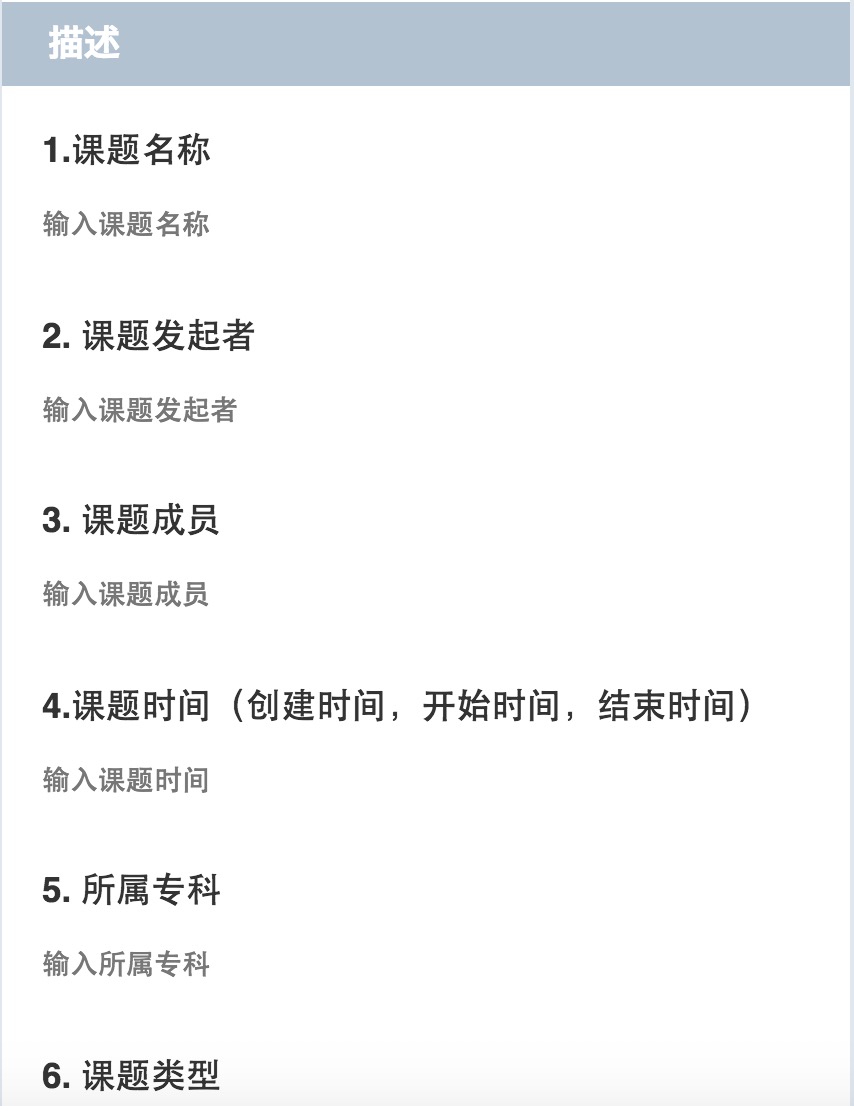 描述
1.课题名称
输入课题名称
2. 课题发起者
输入课题发起者
3. 课题成员
输入课题成员
4.课题时间（创建时间，开始时间，结束时间）
输入课题时间
5. 所属专科
输入所属专科
6. 课题类型